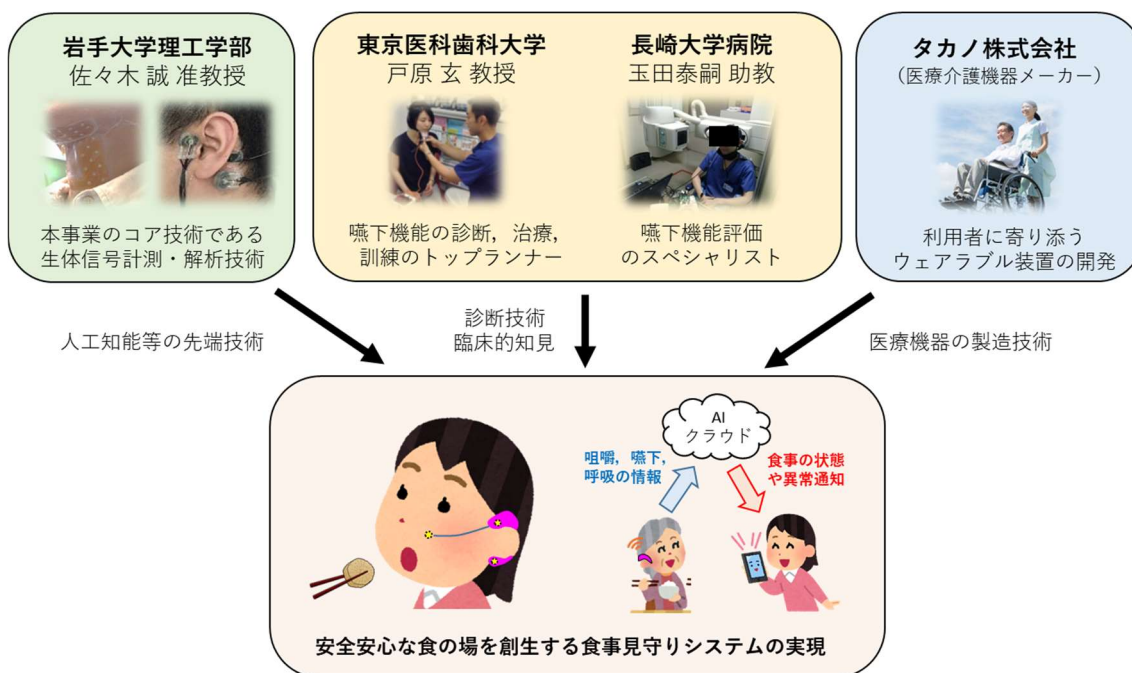 岩手大学理工学部
佐々木 誠 准教授
本事業のコア技術である
生体信号計測・解析技術
東京医科歯科大学
戸原 玄 教授
嚥下機能の診断，治療，
訓練のトップランナー
長崎大学病院
玉田泰嗣 助教
嚥下機能評価
のスペシャリスト
タカノ株式会社
（医療介護機器メーカー）
利用者に寄り添う
ウェアラブル装置の開発
人工知能等の先端技術
診断技術
臨床的知見
医療機器の製造技術
AI
クラウド
咀嚼，嚥下，
呼吸の情報
食事の状態
や異常通知
安全安心な食の場を創生する食事見守りシステムの実現